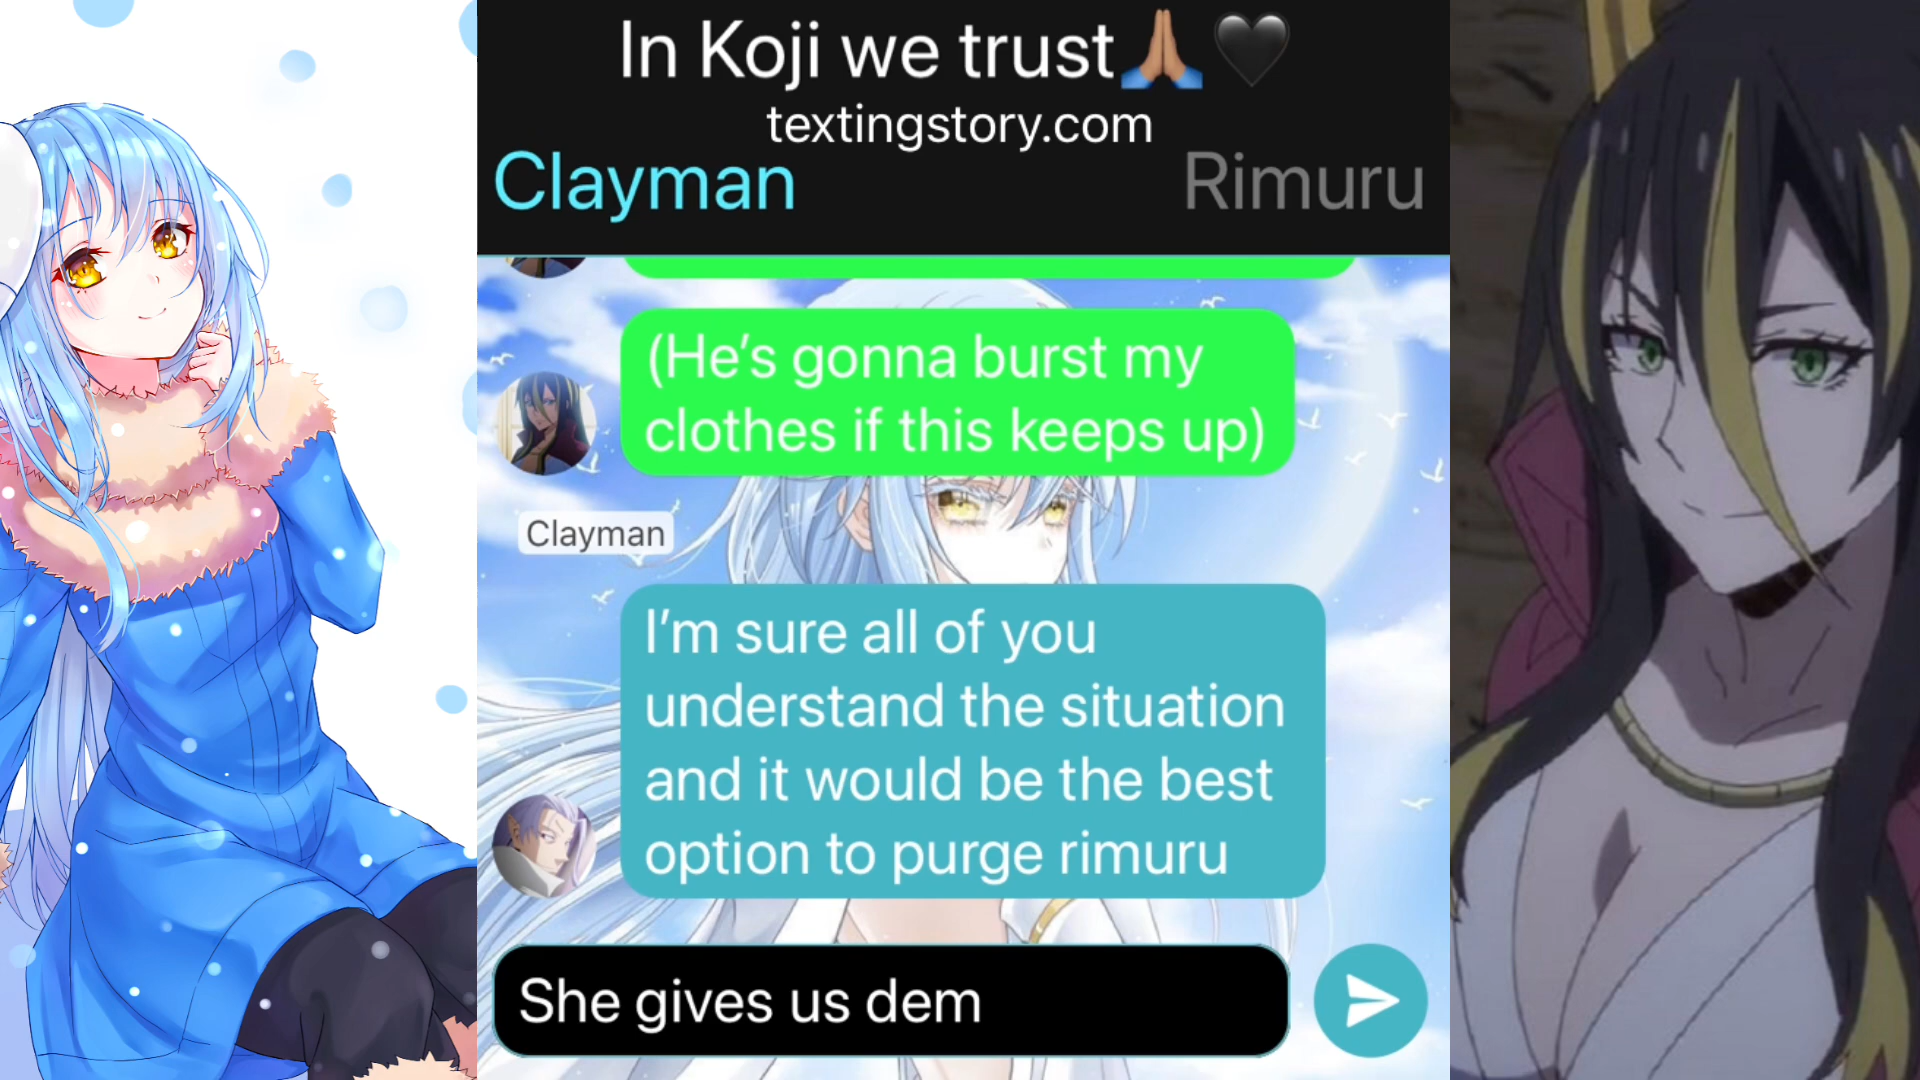 In Koji we trust🙏🏽🖤
textingstory.com
Clayman Rimuru
(He’s gonna burst my
clothes if this keeps up)
Clayman
I’m sure all of you
understand the situation
and it would be the best
option to purge rimuru
She gives us dem